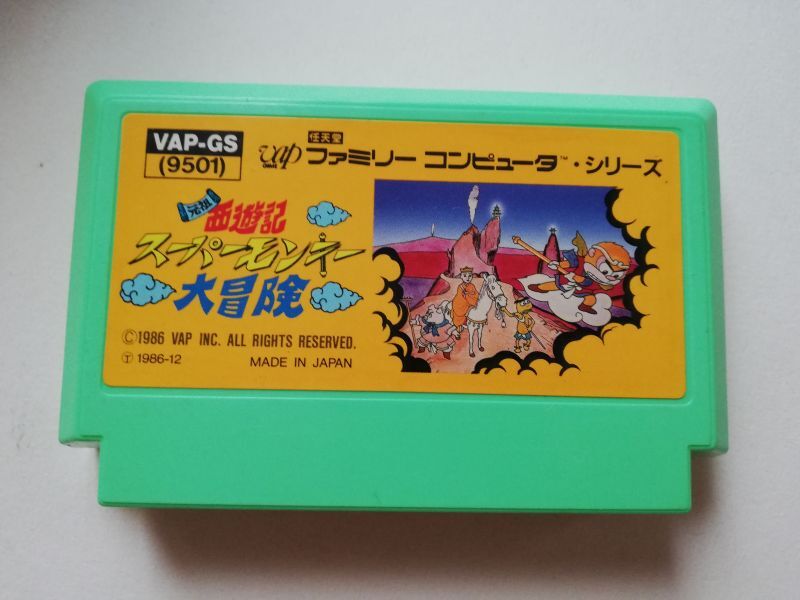 VAP-GS
(9501)
vap
GAME
任天堂
ファミリー コンピュータ™・シリーズ
元祖
西遊記
スーパーモンキー
大冒険
©1986 VAP INC. ALL RIGHTS RESERVED.
Ⓣ 1986-12
MADE IN JAPAN